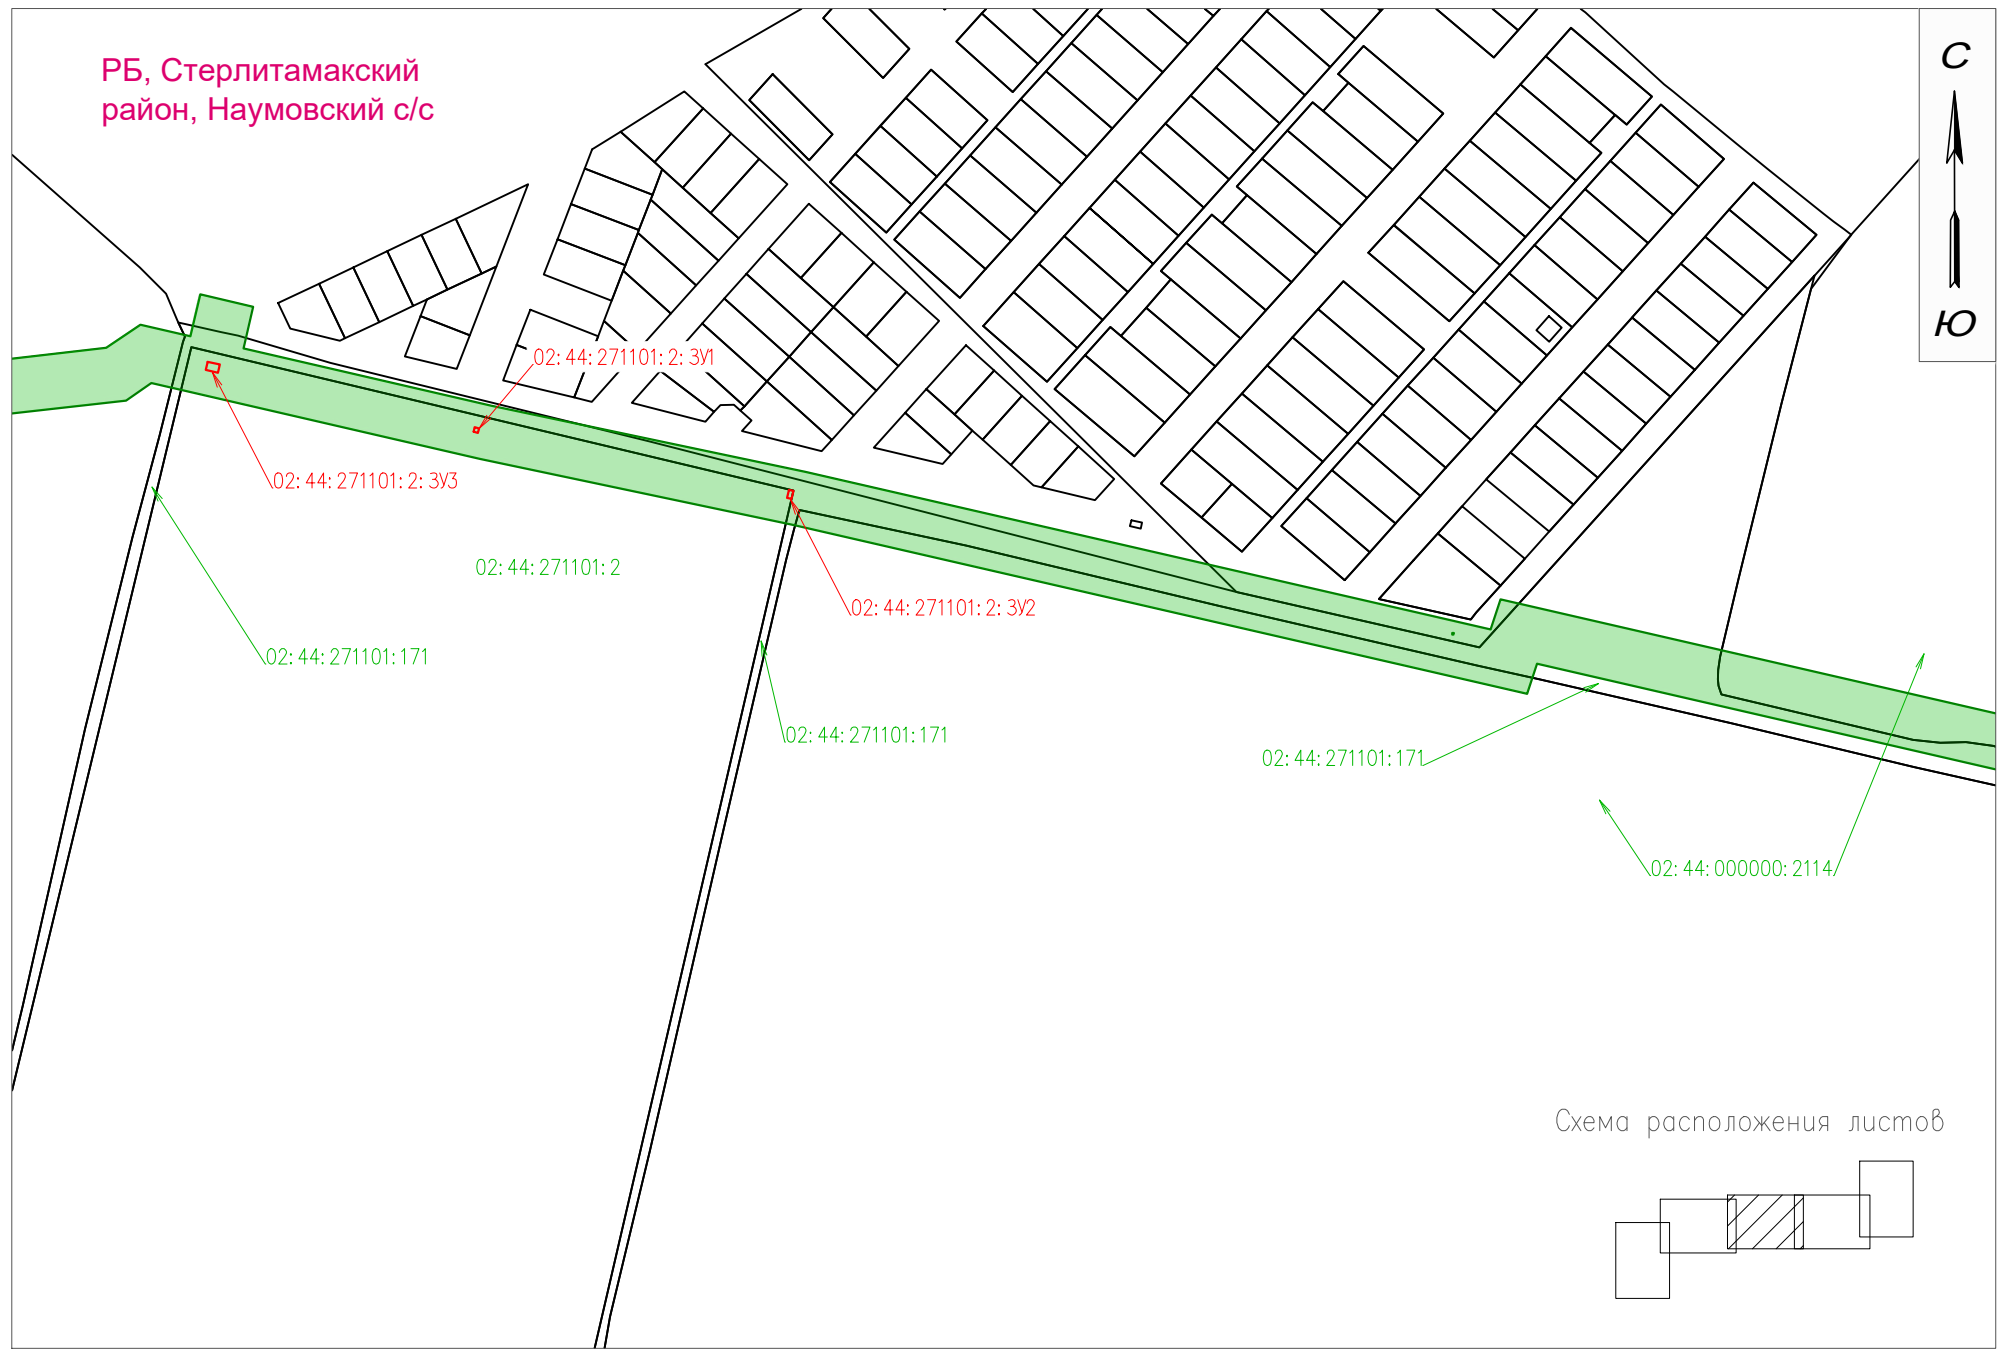 РБ, Стерлитамакский
район, Наумовский с/с
С
Ю
02:44:271101:2:ЗУ1
02:44:271101:2:ЗУ3
02:44:271101:2
02:44:271101:2:ЗУ2
02:44:271101:171
02:44:271101:171
02:44:271101:171
02:44:000000:2114
Схема расположения листов